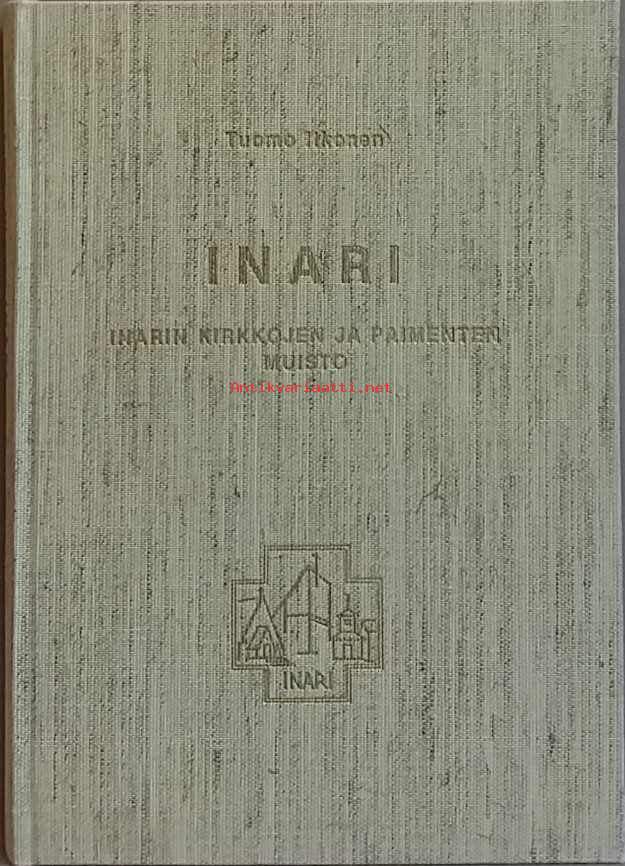 Tuomo Itkonen
INARI
INARIN KIRKKOJEN JA PAIMENTEN
MUISTO
Antikvariaatti.net
INARI